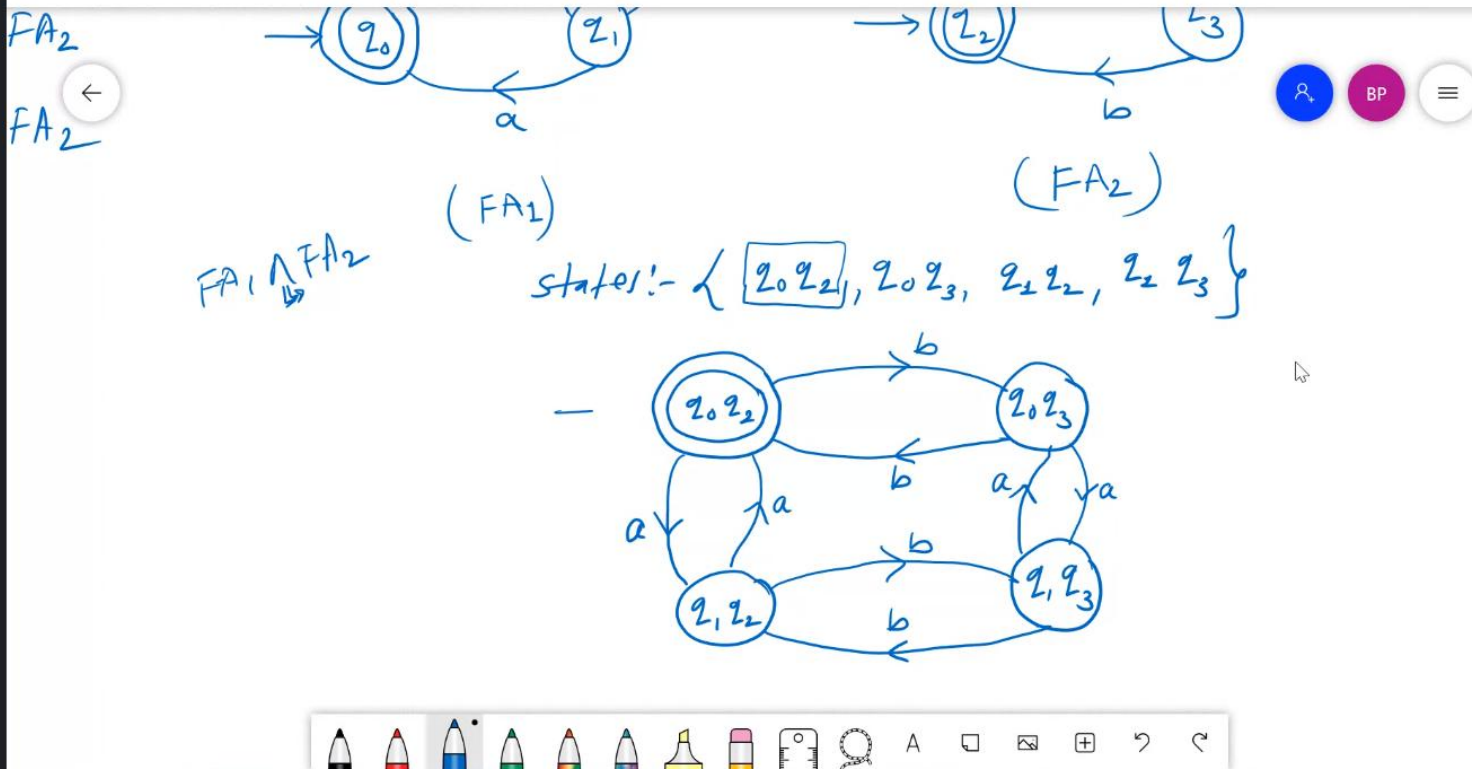 FA₂ q₀ q₁ q₂ q₃
FA₂ a b BP
(FA₁) (FA₂)
FA₁ ∧ FA₂ states:- { q₀q₂, q₀q₃, q₁q₂, q₁q₃ }
b
q₀q₂ q₀q₃
b a a
a a
b
q₁q₂ q₁q₃
b
A